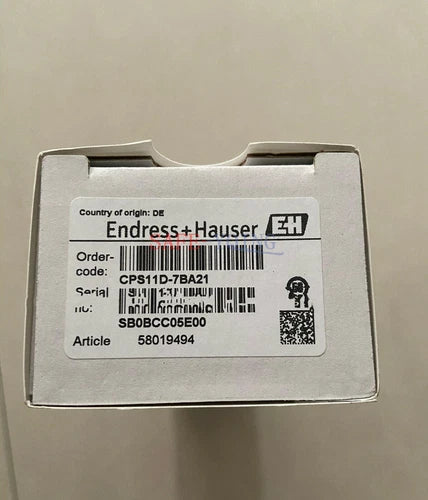 Country of origin: DE
Endress+Hauser EH
Order-
code:
CPS11D-7BA21
Serial
no:
SB0BCC05E00
Article 58019494